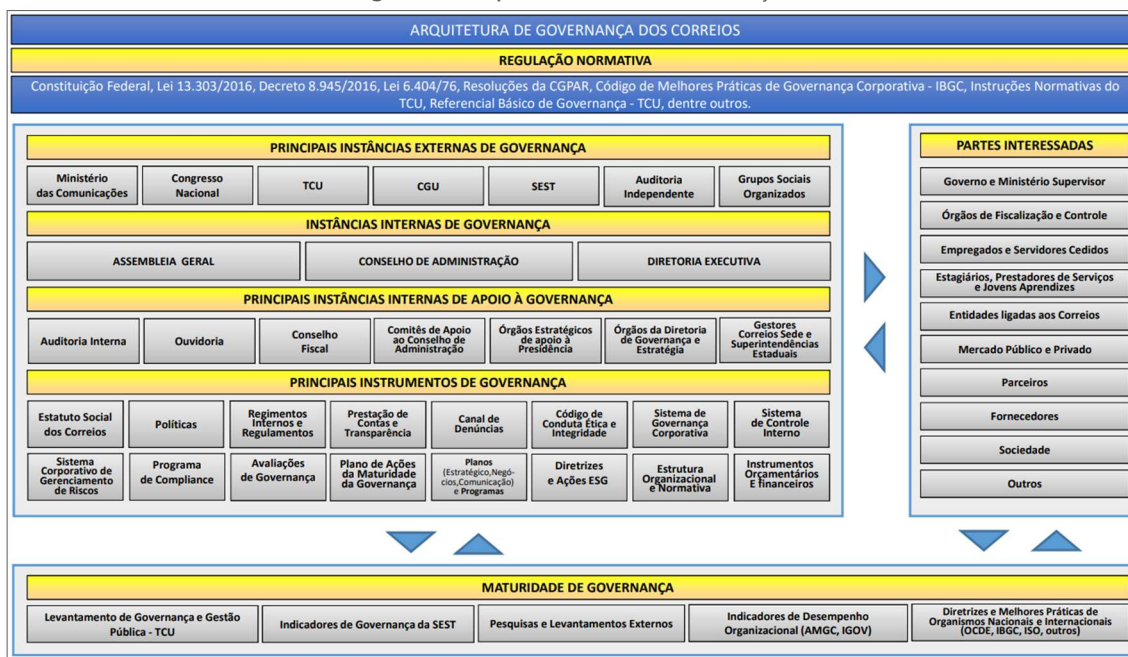 ARQUITETURA DE GOVERNANÇA DOS CORREIOS
REGULAÇÃO NORMATIVA
Constituição Federal, Lei 13.303/2016, Decreto 8.945/2016, Lei 6.404/76, Resoluções da CGPAR, Código de Melhores Práticas de Governança Corporativa - IBGC, Instruções Normativas do
TCU, Referencial Básico de Governança - TCU, dentre outros.
PRINCIPAIS INSTÂNCIAS EXTERNAS DE GOVERNANÇA
Ministério
das Comunicações
Congresso
Nacional
TCU
CGU
SEST
Auditoria
Independente
Grupos Sociais
Organizados
INSTÂNCIAS INTERNAS DE GOVERNANÇA
ASSEMBLEIA GERAL
CONSELHO DE ADMINISTRAÇÃO
DIRETORIA EXECUTIVA
PRINCIPAIS INSTÂNCIAS INTERNAS DE APOIO À GOVERNANÇA
Auditoria Interna
Ouvidoria
Conselho
Fiscal
Comitês de Apoio
ao Conselho de
Administração
Órgãos Estratégicos
de apoio à
Presidência
Órgãos da Diretoria
de Governança e
Estratégia
Gestores
Correios Sede e
Superintendências
Estaduais
PRINCIPAIS INSTRUMENTOS DE GOVERNANÇA
Estatuto Social
dos Correios
Políticas
Regimentos
Internos e
Regulamentos
Prestação de
Contas e
Transparência
Canal de
Denúncias
Código de
Conduta Ética e
Integridade
Sistema de
Governança
Corporativa
Sistema
de Controle
Interno
Sistema
Corporativo de
Gerenciamento
de Riscos
Programa
de Compliance
Avaliações
de Governança
Plano de Ações
da Maturidade
da Governança
Planos
(Estratégico,Negó-
cios,Comunicação)
e Programas
Diretrizes
e Ações ESG
Estrutura
Organizacional
e Normativa
Instrumentos
Orçamentários
E financeiros
PARTES INTERESSADAS
Governo e Ministério Supervisor
Órgãos de Fiscalização e Controle
Empregados e Servidores Cedidos
Estagiários, Prestadores de Serviços
e Jovens Aprendizes
Entidades ligadas aos Correios
Mercado Público e Privado
Parceiros
Fornecedores
Sociedade
Outros
MATURIDADE DE GOVERNANÇA
Levantamento de Governança e Gestão
Pública - TCU
Indicadores de Governança da SEST
Pesquisas e Levantamentos Externos
Indicadores de Desempenho
Organizacional (AMGC, IGOV)
Diretrizes e Melhores Práticas de
Organismos Nacionais e Internacionais
(OCDE, IBGC, ISO, outros)